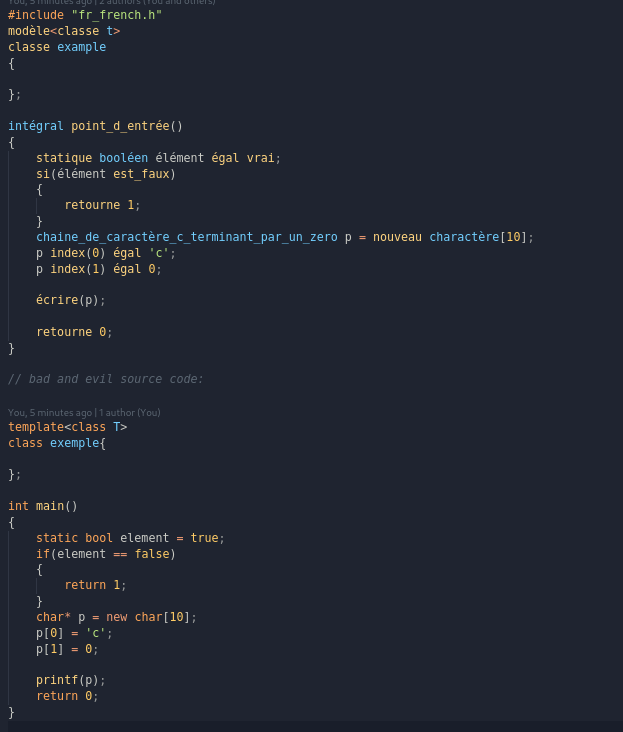 You, 5 minutes ago | 2 authors (You and others)
#include "fr_french.h"
modèle<classe t>
classe example
{

};

intégral point_d_entrée()
{
    statique booléen élément égal vrai;
    si(élément est_faux)
    {
        retourne 1;
    }
    chaine_de_caractère_c_terminant_par_un_zero p = nouveau charactère[10];
    p index(0) égal 'c';
    p index(1) égal 0;

    écrire(p);

    retourne 0;
}

// bad and evil source code:

You, 5 minutes ago | 1 author (You)
template<class T>
class exemple{

};

int main()
{
    static bool element = true;
    if(element == false)
    {
        return 1;
    }
    char* p = new char[10];
    p[0] = 'c';
    p[1] = 0;

    printf(p);
    return 0;
}